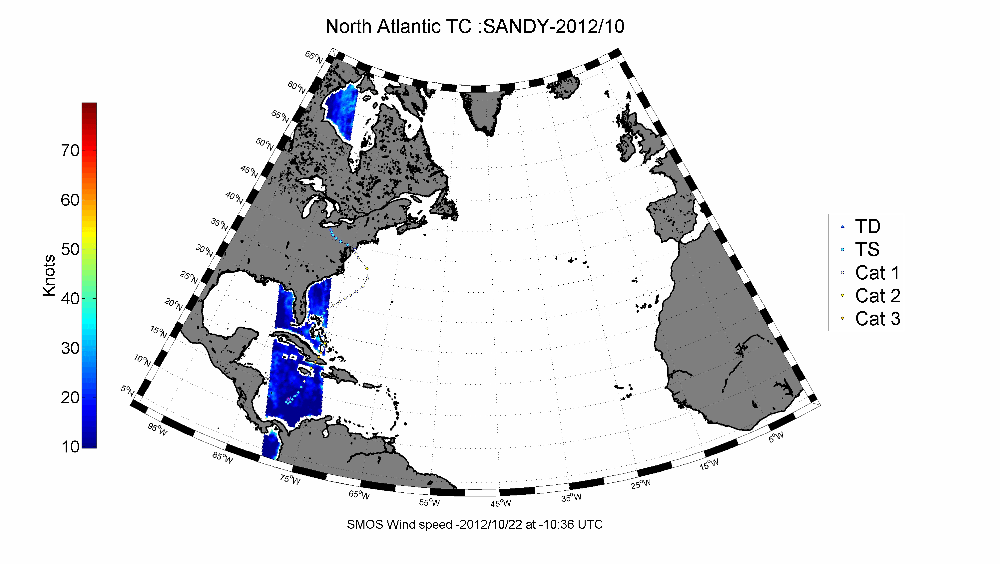 North Atlantic TC :SANDY-2012/10
65°N
60°N
55°N
50°N
45°N
40°N
35°N
30°N
25°N
20°N
15°N
10°N
5°N
95°W
85°W
75°W
65°W
55°W
45°W
35°W
25°W
15°W
5°W
Knots
70
60
50
40
30
20
10
TD
TS
Cat 1
Cat 2
Cat 3
SMOS Wind speed -2012/10/22 at -10:36 UTC